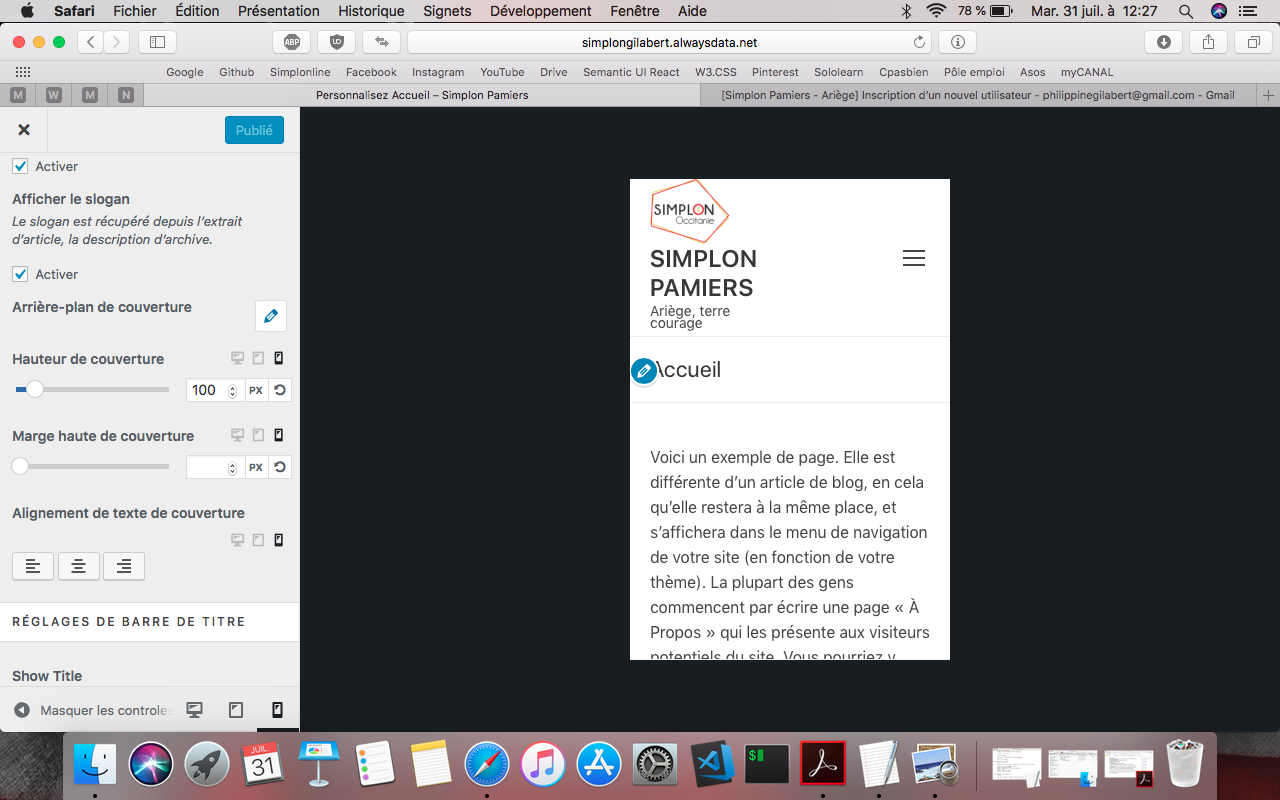 Safari Fichier Édition Présentation Historique Signets Développement Fenêtre Aide 78 % Mar. 31 juil. à 12:27
ABP UD simplongilabert.alwaysdata.net
Google Github Simplonline Facebook Instagram YouTube Drive Semantic UI React W3.CSS Pinterest Sololearn Cpasbien Pôle emploi Asos myCANAL
M W M N Personnalisez Accueil – Simplon Pamiers [Simplon Pamiers - Ariège] Inscription d'un nouvel utilisateur - philippinegilabert@gmail.com - Gmail
Publié
Activer
Afficher le slogan
Le slogan est récupéré depuis l'extrait
d'article, la description d'archive.
Activer
Arrière-plan de couverture
Hauteur de couverture
100 PX
Marge haute de couverture
PX
Alignement de texte de couverture
RÉGLAGES DE BARRE DE TITRE
Show Title
Masquer les controles
SIMPLON
Occitanie
SIMPLON
PAMIERS
Ariège, terre
courage
Accueil
Voici un exemple de page. Elle est
différente d'un article de blog, en cela
qu'elle restera à la même place, et
s'affichera dans le menu de navigation
de votre site (en fonction de votre
thème). La plupart des gens
commencent par écrire une page « À
Propos » qui les présente aux visiteurs
potentiels du site. Vous pourriez y
JUIL.
31
$